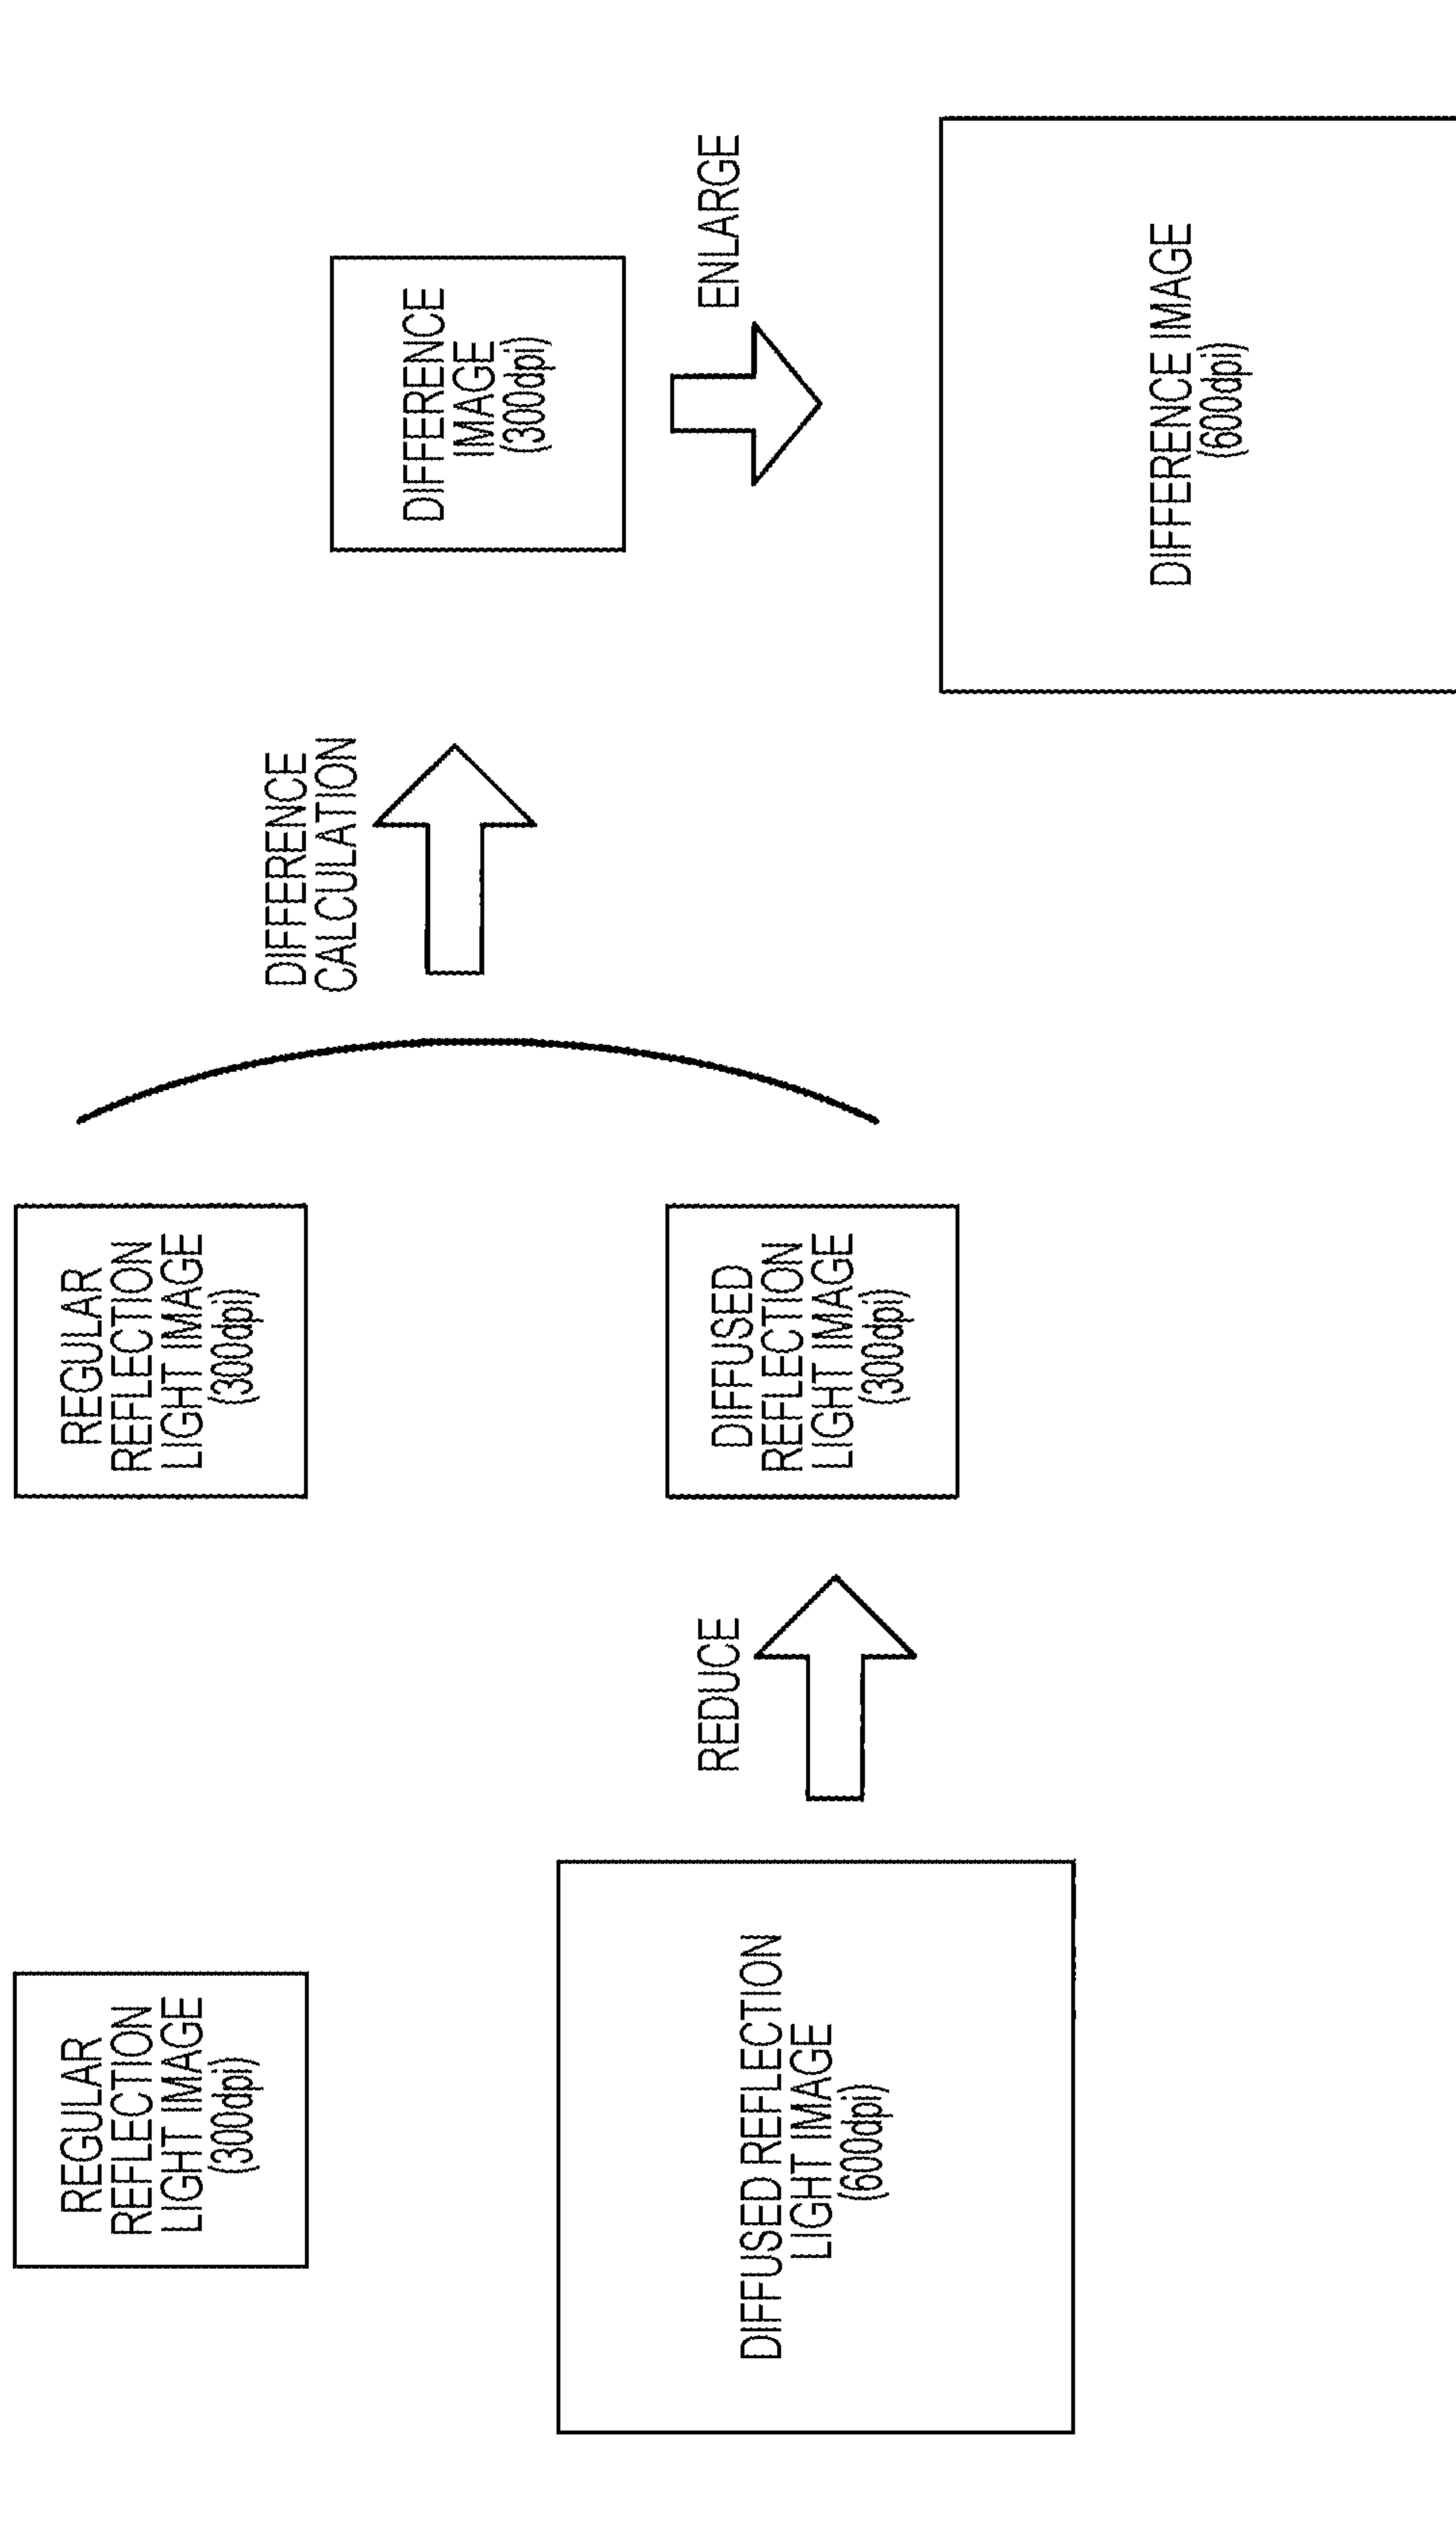 REGULAR
REFLECTION
LIGHT IMAGE
(300dpi)
DIFFUSED REFLECTION
LIGHT IMAGE
(600dpi)
REDUCE
REGULAR
REFLECTION
LIGHT IMAGE
(300dpi)
DIFFUSED
REFLECTION
LIGHT IMAGE
(300dpi)
DIFFERENCE
CALCULATION
DIFFERENCE
IMAGE
(300dpi)
ENLARGE
DIFFERENCE IMAGE
(600dpi)